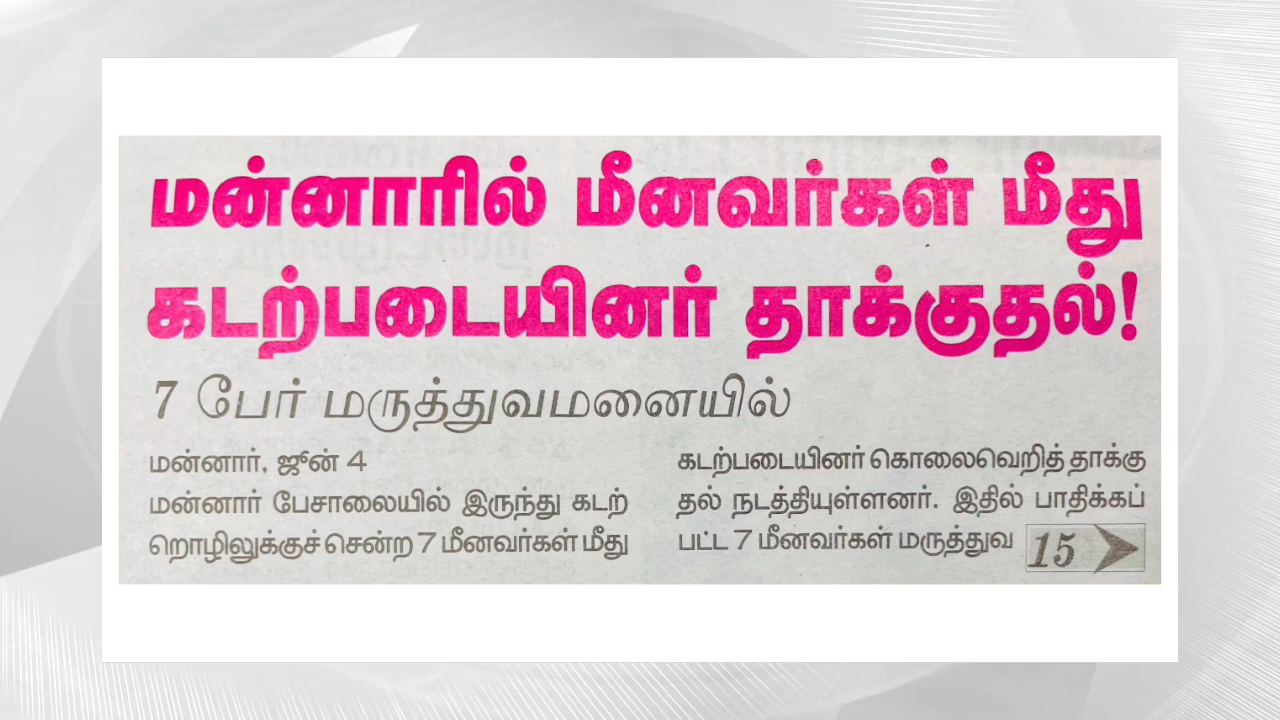 மன்னாரில் மீனவர்கள் மீது
கடற்படையினர் தாக்குதல்!
7 பேர் மருத்துவமனையில்
மன்னார், ஜூன் 4
மன்னார் பேசாலையில் இருந்து கடற்
றொழிலுக்குச் சென்ற 7 மீனவர்கள் மீது
கடற்படையினர் கொலைவெறித் தாக்கு
தல் நடத்தியுள்ளனர். இதில் பாதிக்கப்
பட்ட 7 மீனவர்கள் மருத்துவ
15